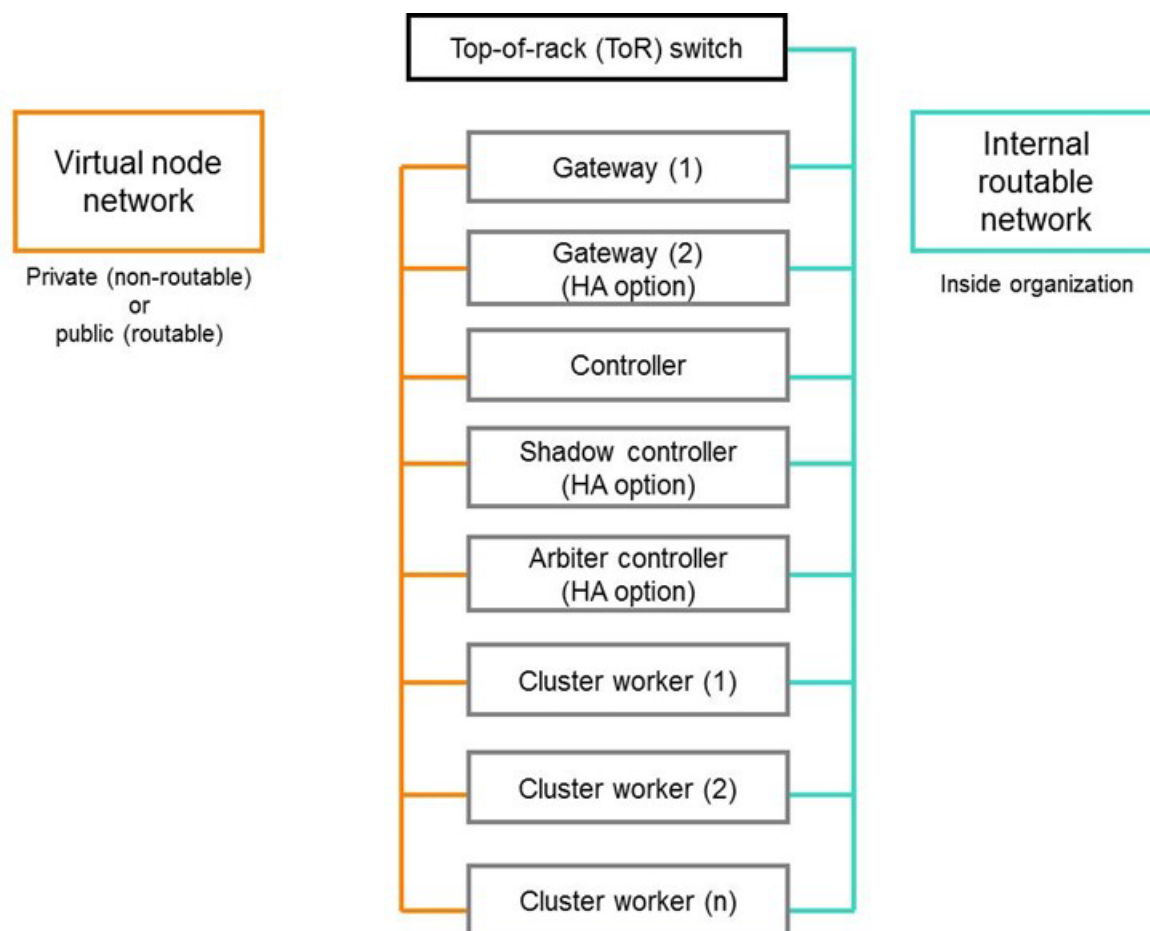 Top-of-rack (ToR) switch
Virtual node
network
Private (non-routable)
or
public (routable)
Gateway (1)
Gateway (2)
(HA option)
Controller
Shadow controller
(HA option)
Arbiter controller
(HA option)
Cluster worker (1)
Cluster worker (2)
Cluster worker (n)
Internal
routable
network
Inside organization